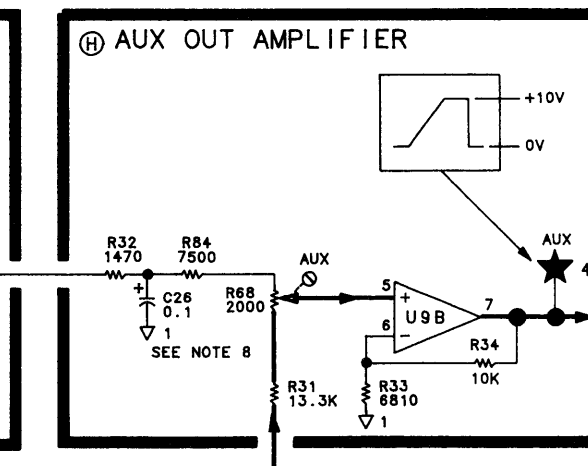 H AUX OUT AMPLIFIER
+10V
0V
AUX
4
R32
1470
R84
7500
AUX
+
C26
0.1
1
SEE NOTE 8
R68
2000
5
+
U9B
7
6
−
R34
10K
R31
13.3K
R33
6810
1